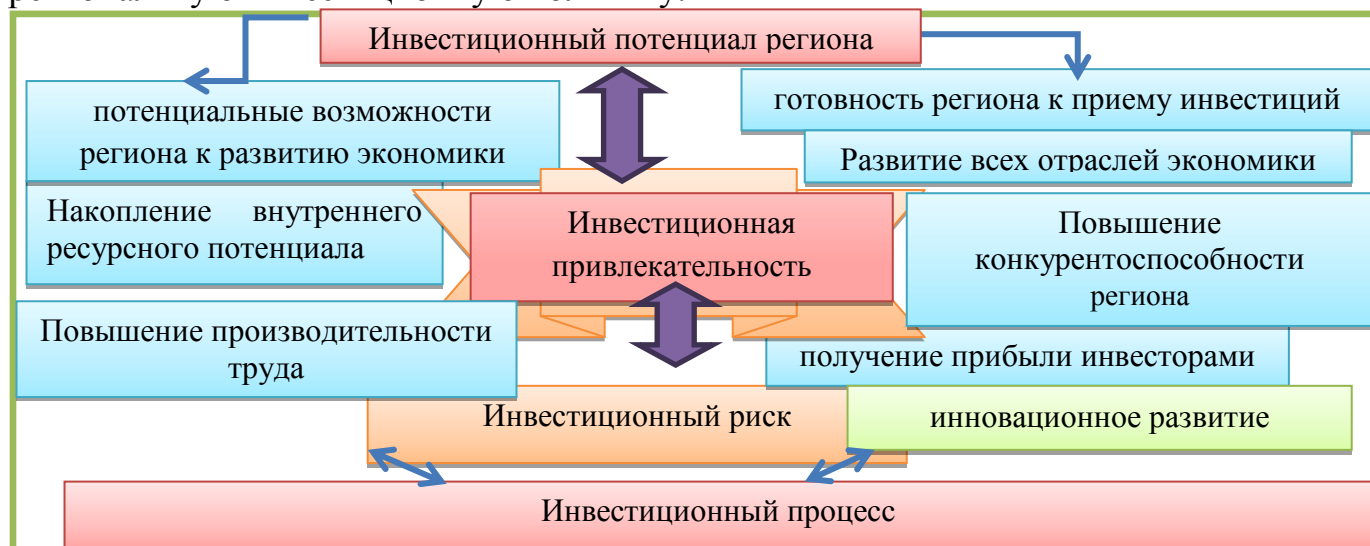 Инвестиционный потенциал региона
потенциальные возможности
региона к развитию экономики
готовность региона к приему инвестиций
Развитие всех отраслей экономики
Накопление внутреннего
ресурсного потенциала
Инвестиционная
привлекательность
Повышение
конкурентоспособности
региона
Повышение производительности
труда
получение прибыли инвесторами
Инвестиционный риск
инновационное развитие
Инвестиционный процесс